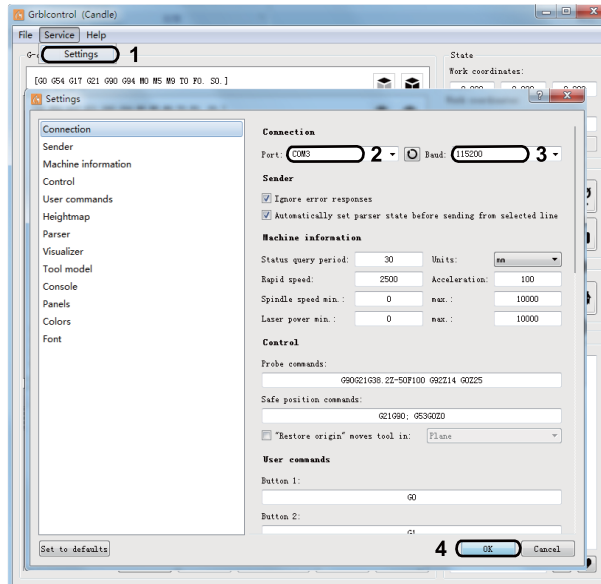 Grblcontrol (Candle)
File Service Help
Settings 1
State
Work coordinates:
[G0 G54 G17 G21 G90 G94 M0 M5 M9 T0 F0. S0.]
Settings
Connection
Sender
Machine information
Control
User commands
Heightmap
Parser
Visualizer
Tool model
Console
Panels
Colors
Font
Connection
Port: COM3 2 Baud: 115200 3
Sender
Ignore error responses
Automatically set parser state before sending from selected line
Machine information
Status query period: 30 Units: mm
Rapid speed: 2500 Acceleration: 100
Spindle speed min.: 0 max.: 10000
Laser power min.: 0 max.: 10000
Control
Probe commands:
G90G21G38.2Z-50F100 G92Z14 G0Z25
Safe position commands:
G21G90; G53G0Z0
"Restore origin" moves tool in: Plane
User commands
Button 1:
G0
Button 2:
G1
Set to defaults 4 OK Cancel